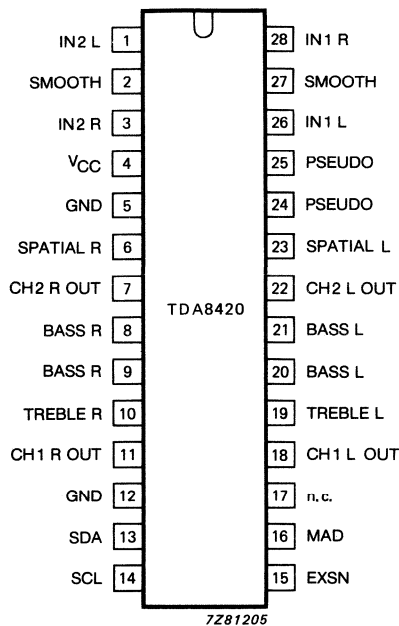 IN2 L 1 28 IN1 R
SMOOTH 2 27 SMOOTH
IN2 R 3 26 IN1 L
VCC 4 25 PSEUDO
GND 5 24 PSEUDO
SPATIAL R 6 23 SPATIAL L
CH2 R OUT 7 22 CH2 L OUT
TDA8420
BASS R 8 21 BASS L
BASS R 9 20 BASS L
TREBLE R 10 19 TREBLE L
CH1 R OUT 11 18 CH1 L OUT
GND 12 17 n.c.
SDA 13 16 MAD
SCL 14 15 EXSN
7Z81205